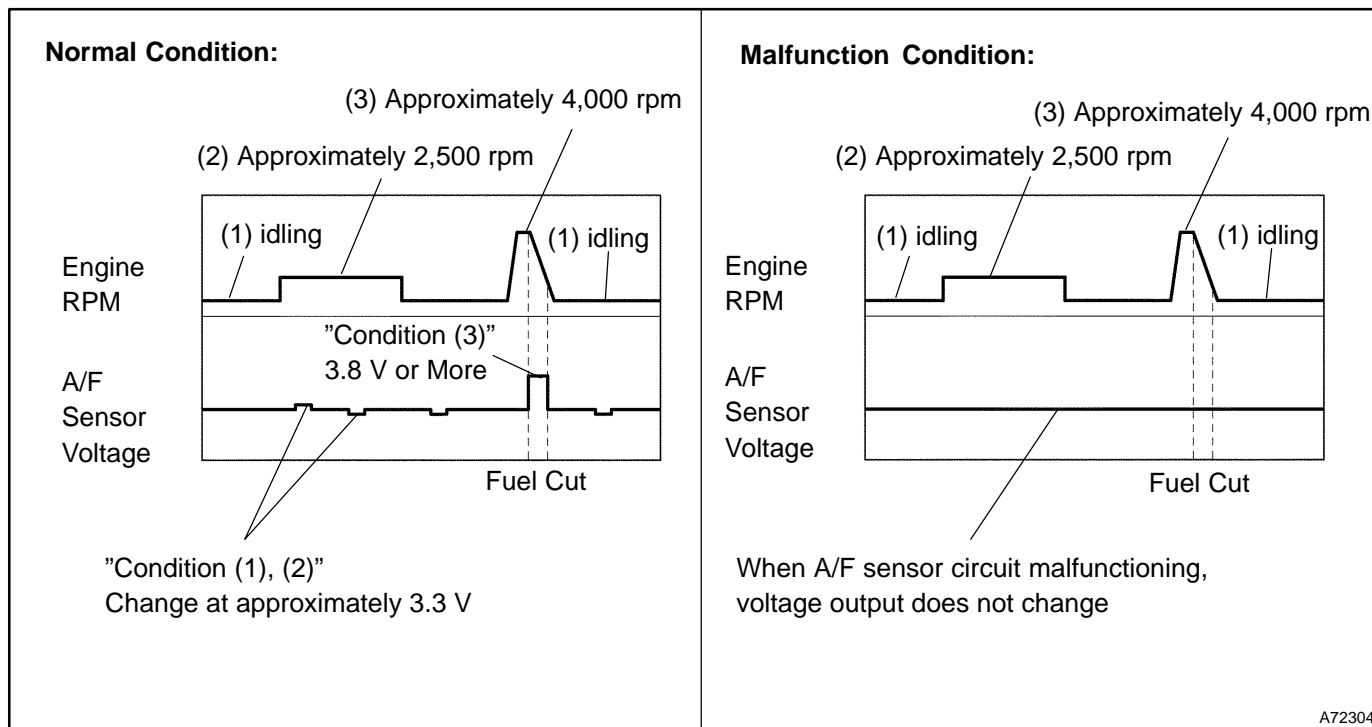 Normal Condition:
(3) Approximately 4,000 rpm
(2) Approximately 2,500 rpm
(1) idling
(1) idling
Engine
RPM
”Condition (3)”
3.8 V or More
A/F
Sensor
Voltage
Fuel Cut
”Condition (1), (2)”
Change at approximately 3.3 V
Malfunction Condition:
(3) Approximately 4,000 rpm
(2) Approximately 2,500 rpm
(1) idling
(1) idling
Engine
RPM
A/F
Sensor
Voltage
Fuel Cut
When A/F sensor circuit malfunctioning,
voltage output does not change
A72304